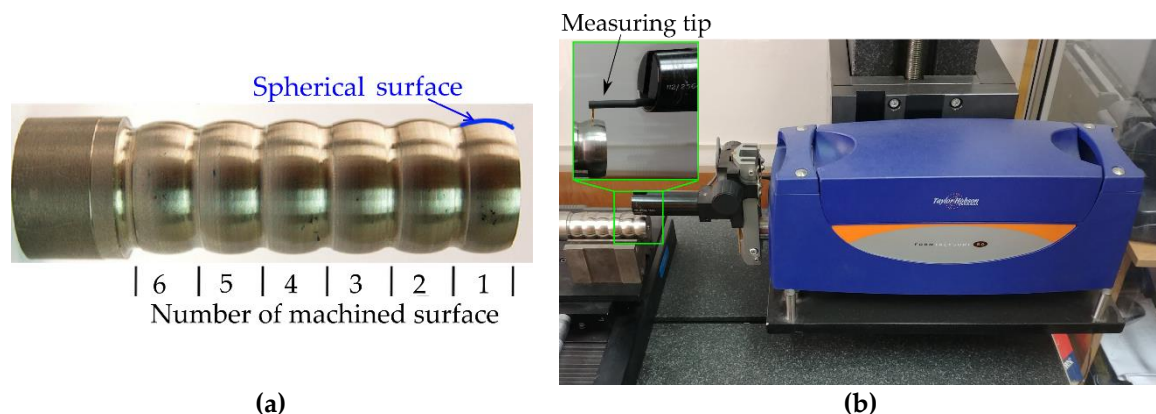 Measuring tip
Spherical surface
6 5 4 3 2 1
Number of machined surface
Taylor Hobson
(a)
(b)